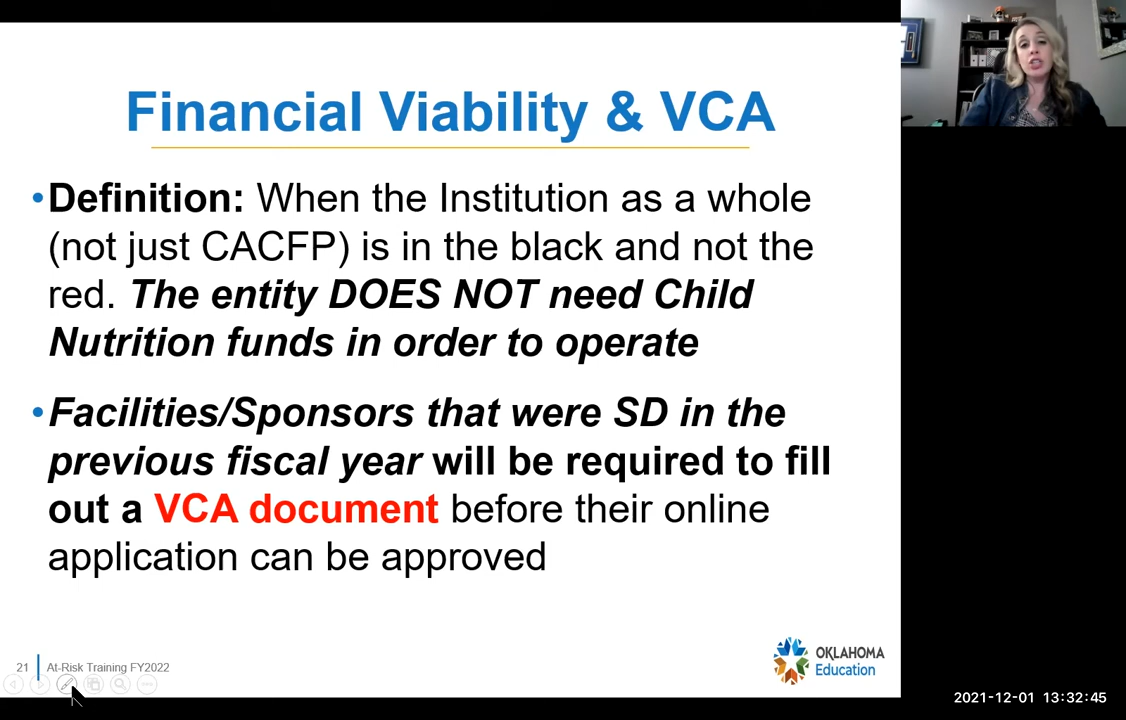 Financial Viability & VCA
•Definition: When the Institution as a whole
(not just CACFP) is in the black and not the
red. The entity DOES NOT need Child
Nutrition funds in order to operate
•Facilities/Sponsors that were SD in the
previous fiscal year will be required to fill
out a VCA document before their online
application can be approved
21 At-Risk Training FY2022
OKLAHOMA
Education
2021-12-01 13:32:45